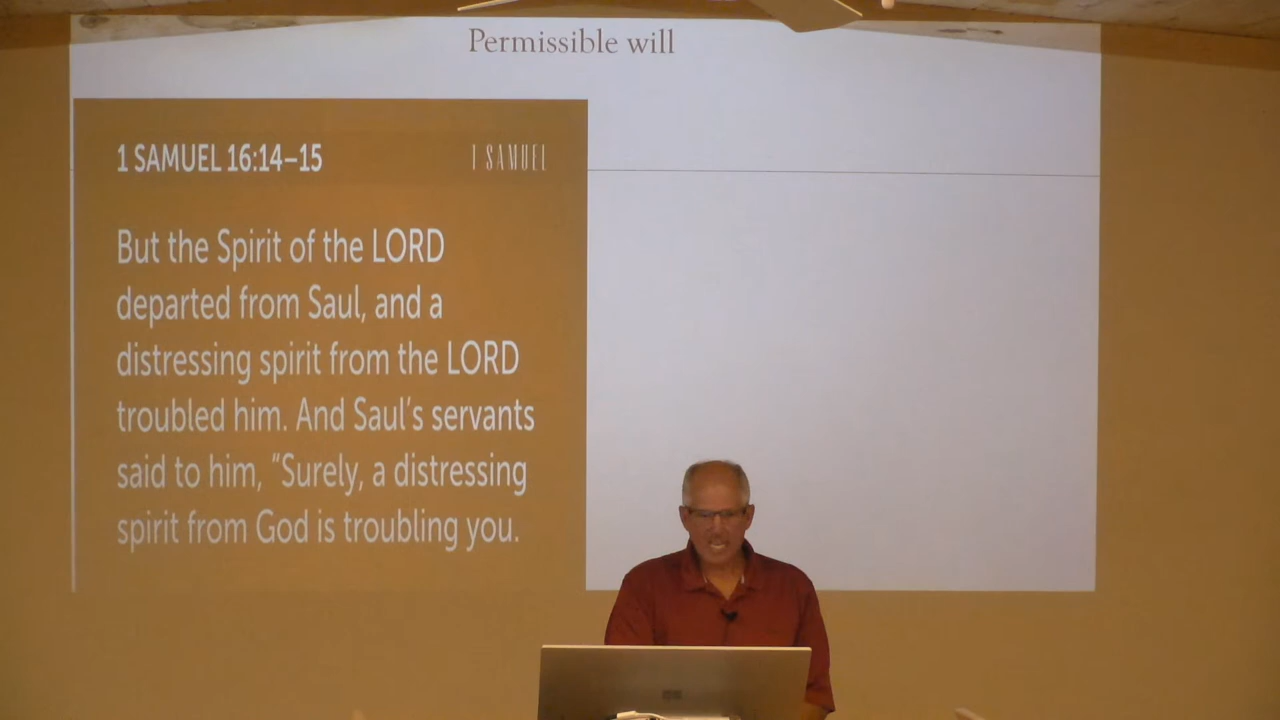 Permissible will
1 SAMUEL 16:14–15
1 SAMUEL
But the Spirit of the LORD
departed from Saul, and a
distressing spirit from the LORD
troubled him. And Saul's servants
said to him, “Surely, a distressing
spirit from God is troubling you.